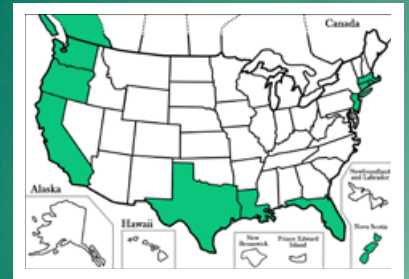 Canada
Newfoundland
and Labrador
Alaska
Hawaii
Nova Scotia
New
Brunswick
Prince Edward
Island